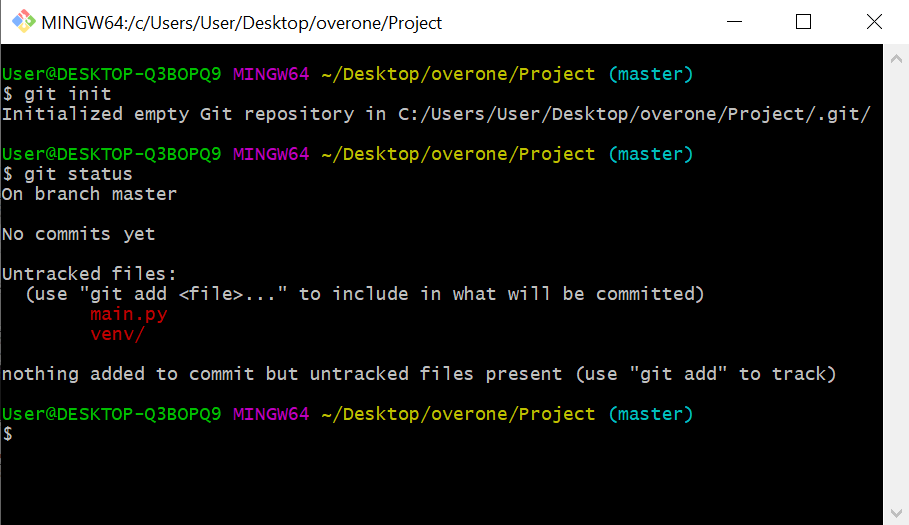 MINGW64:/c/Users/User/Desktop/overone/Project
User@DESKTOP-Q3BOPQ9 MINGW64 ~/Desktop/overone/Project (master)
$ git init
Initialized empty Git repository in C:/Users/User/Desktop/overone/Project/.git/
User@DESKTOP-Q3BOPQ9 MINGW64 ~/Desktop/overone/Project (master)
$ git status
On branch master
No commits yet
Untracked files:
(use "git add <file>..." to include in what will be committed)
main.py
venv/
nothing added to commit but untracked files present (use "git add" to track)
User@DESKTOP-Q3BOPQ9 MINGW64 ~/Desktop/overone/Project (master)
$